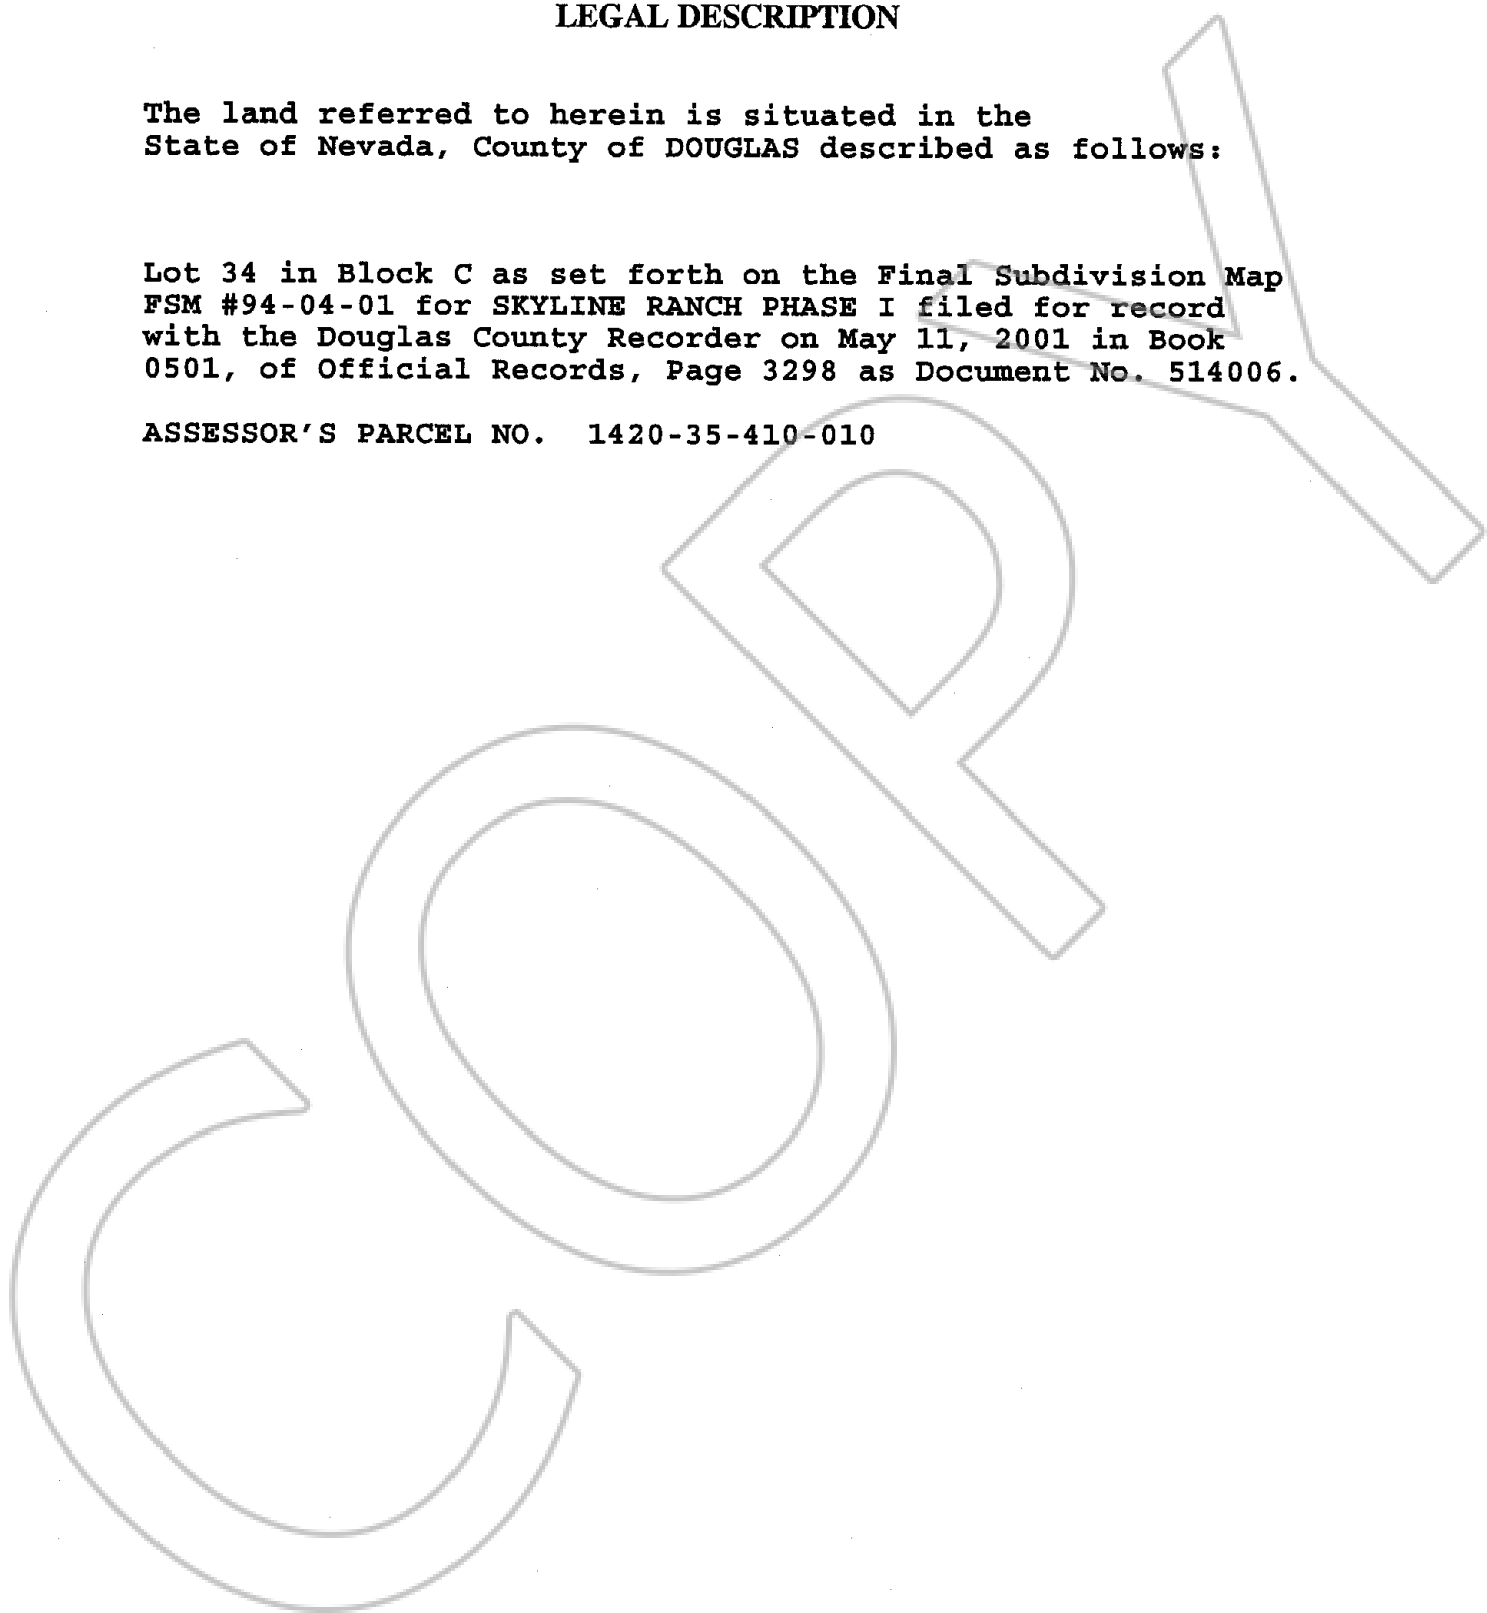 LEGAL DESCRIPTION
The land referred to herein is situated in the
State of Nevada, County of DOUGLAS described as follows:
Lot 34 in Block C as set forth on the Final Subdivision Map
FSM #94-04-01 for SKYLINE RANCH PHASE I filed for record
with the Douglas County Recorder on May 11, 2001 in Book
0501, of Official Records, Page 3298 as Document No. 514006.
ASSESSOR'S PARCEL NO. 1420-35-410-010
COPY